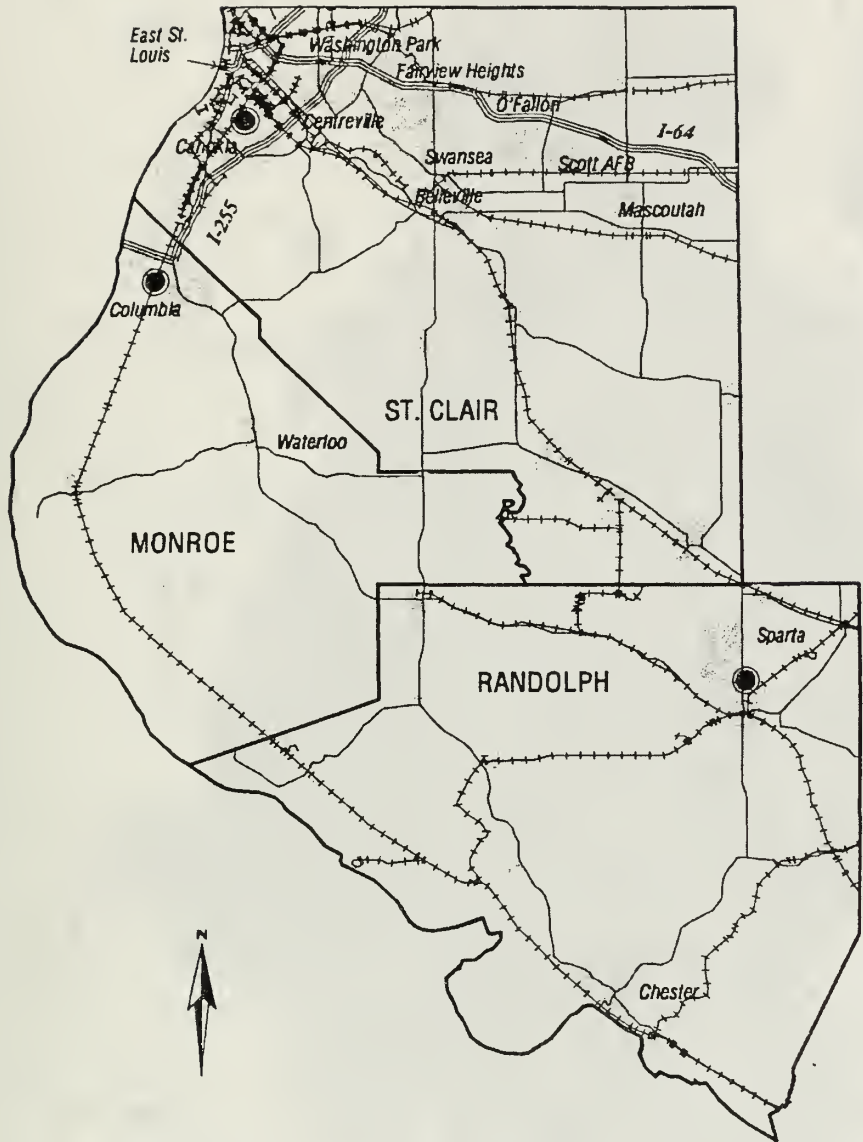 East St.
Louis
Washington Park
Fairview Heights
O'Fallon
I-64
Cahokia
Centreville
Swansea
Scott AFB
Belleville
Mascoutah
I-255
Columbia
ST. CLAIR
Waterloo
MONROE
Sparta
RANDOLPH
N
Chester